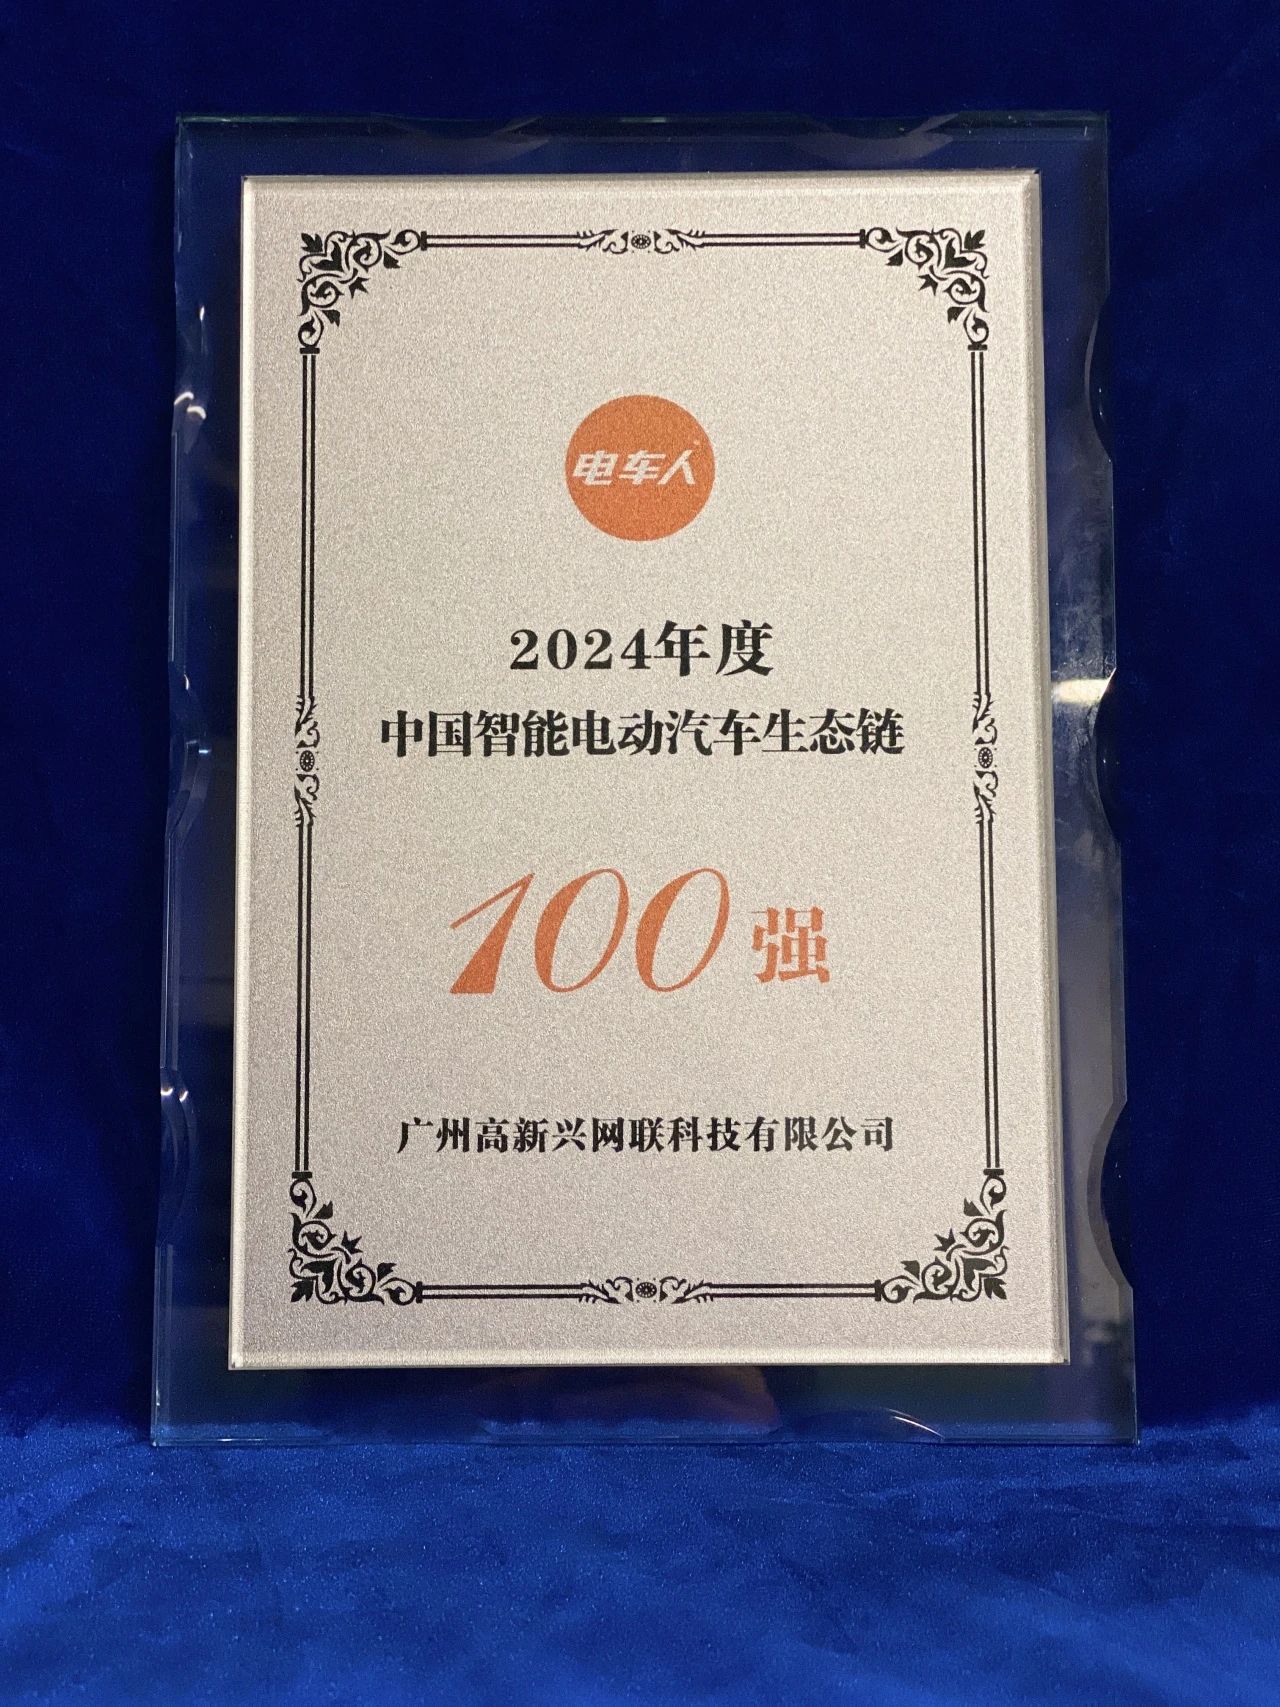 电车人
2024年度
中国智能电动汽车生态链
100强
广州高新兴网联科技有限公司